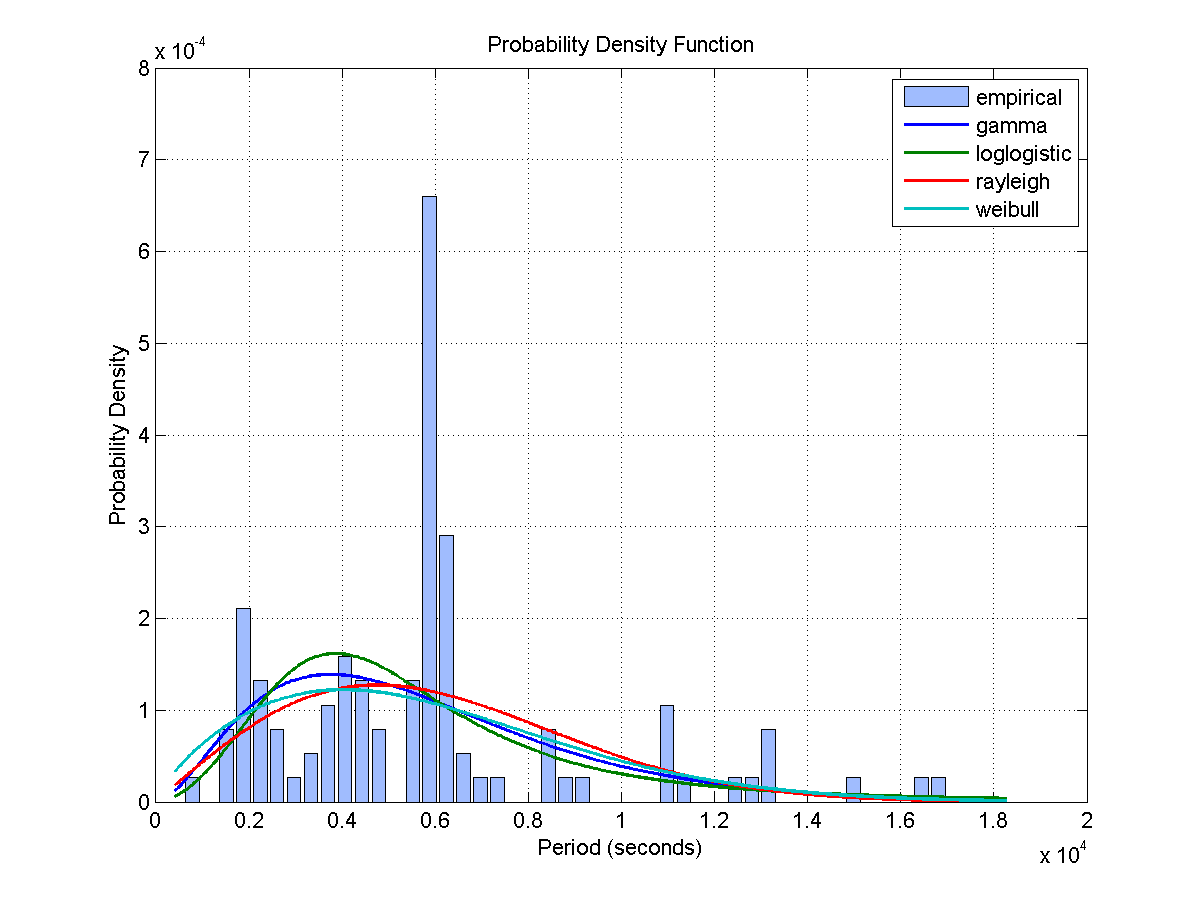 Probability Density Function
x 10-4
8
7
6
5
4
3
2
1
0
Probability Density
empirical
gamma
loglogistic
rayleigh
weibull
0 0.2 0.4 0.6 0.8 1 1.2 1.4 1.6 1.8 2
Period (seconds)
x 104